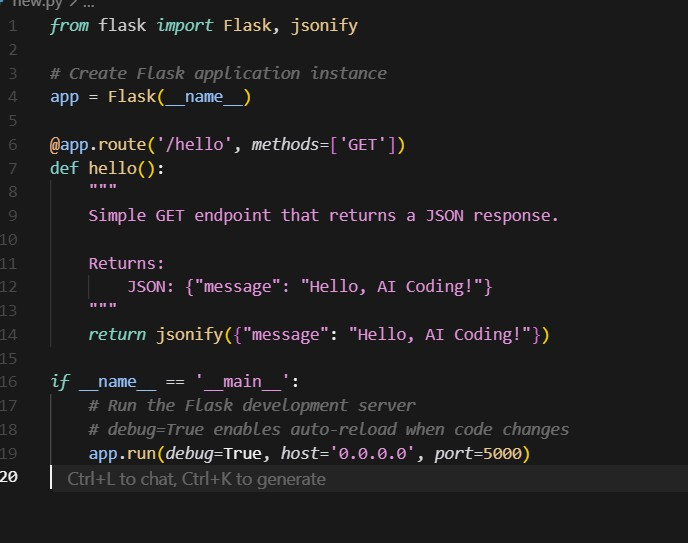 new.py > ...
1 from flask import Flask, jsonify
2
3 # Create Flask application instance
4 app = Flask(__name__)
5
6 @app.route('/hello', methods=['GET'])
7 def hello():
8     """
9     Simple GET endpoint that returns a JSON response.
10
11     Returns:
12         JSON: {"message": "Hello, AI Coding!"}
13     """
14     return jsonify({"message": "Hello, AI Coding!"})
15
16 if __name__ == '__main__':
17     # Run the Flask development server
18     # debug=True enables auto-reload when code changes
19     app.run(debug=True, host='0.0.0.0', port=5000)
20 Ctrl+L to chat, Ctrl+K to generate